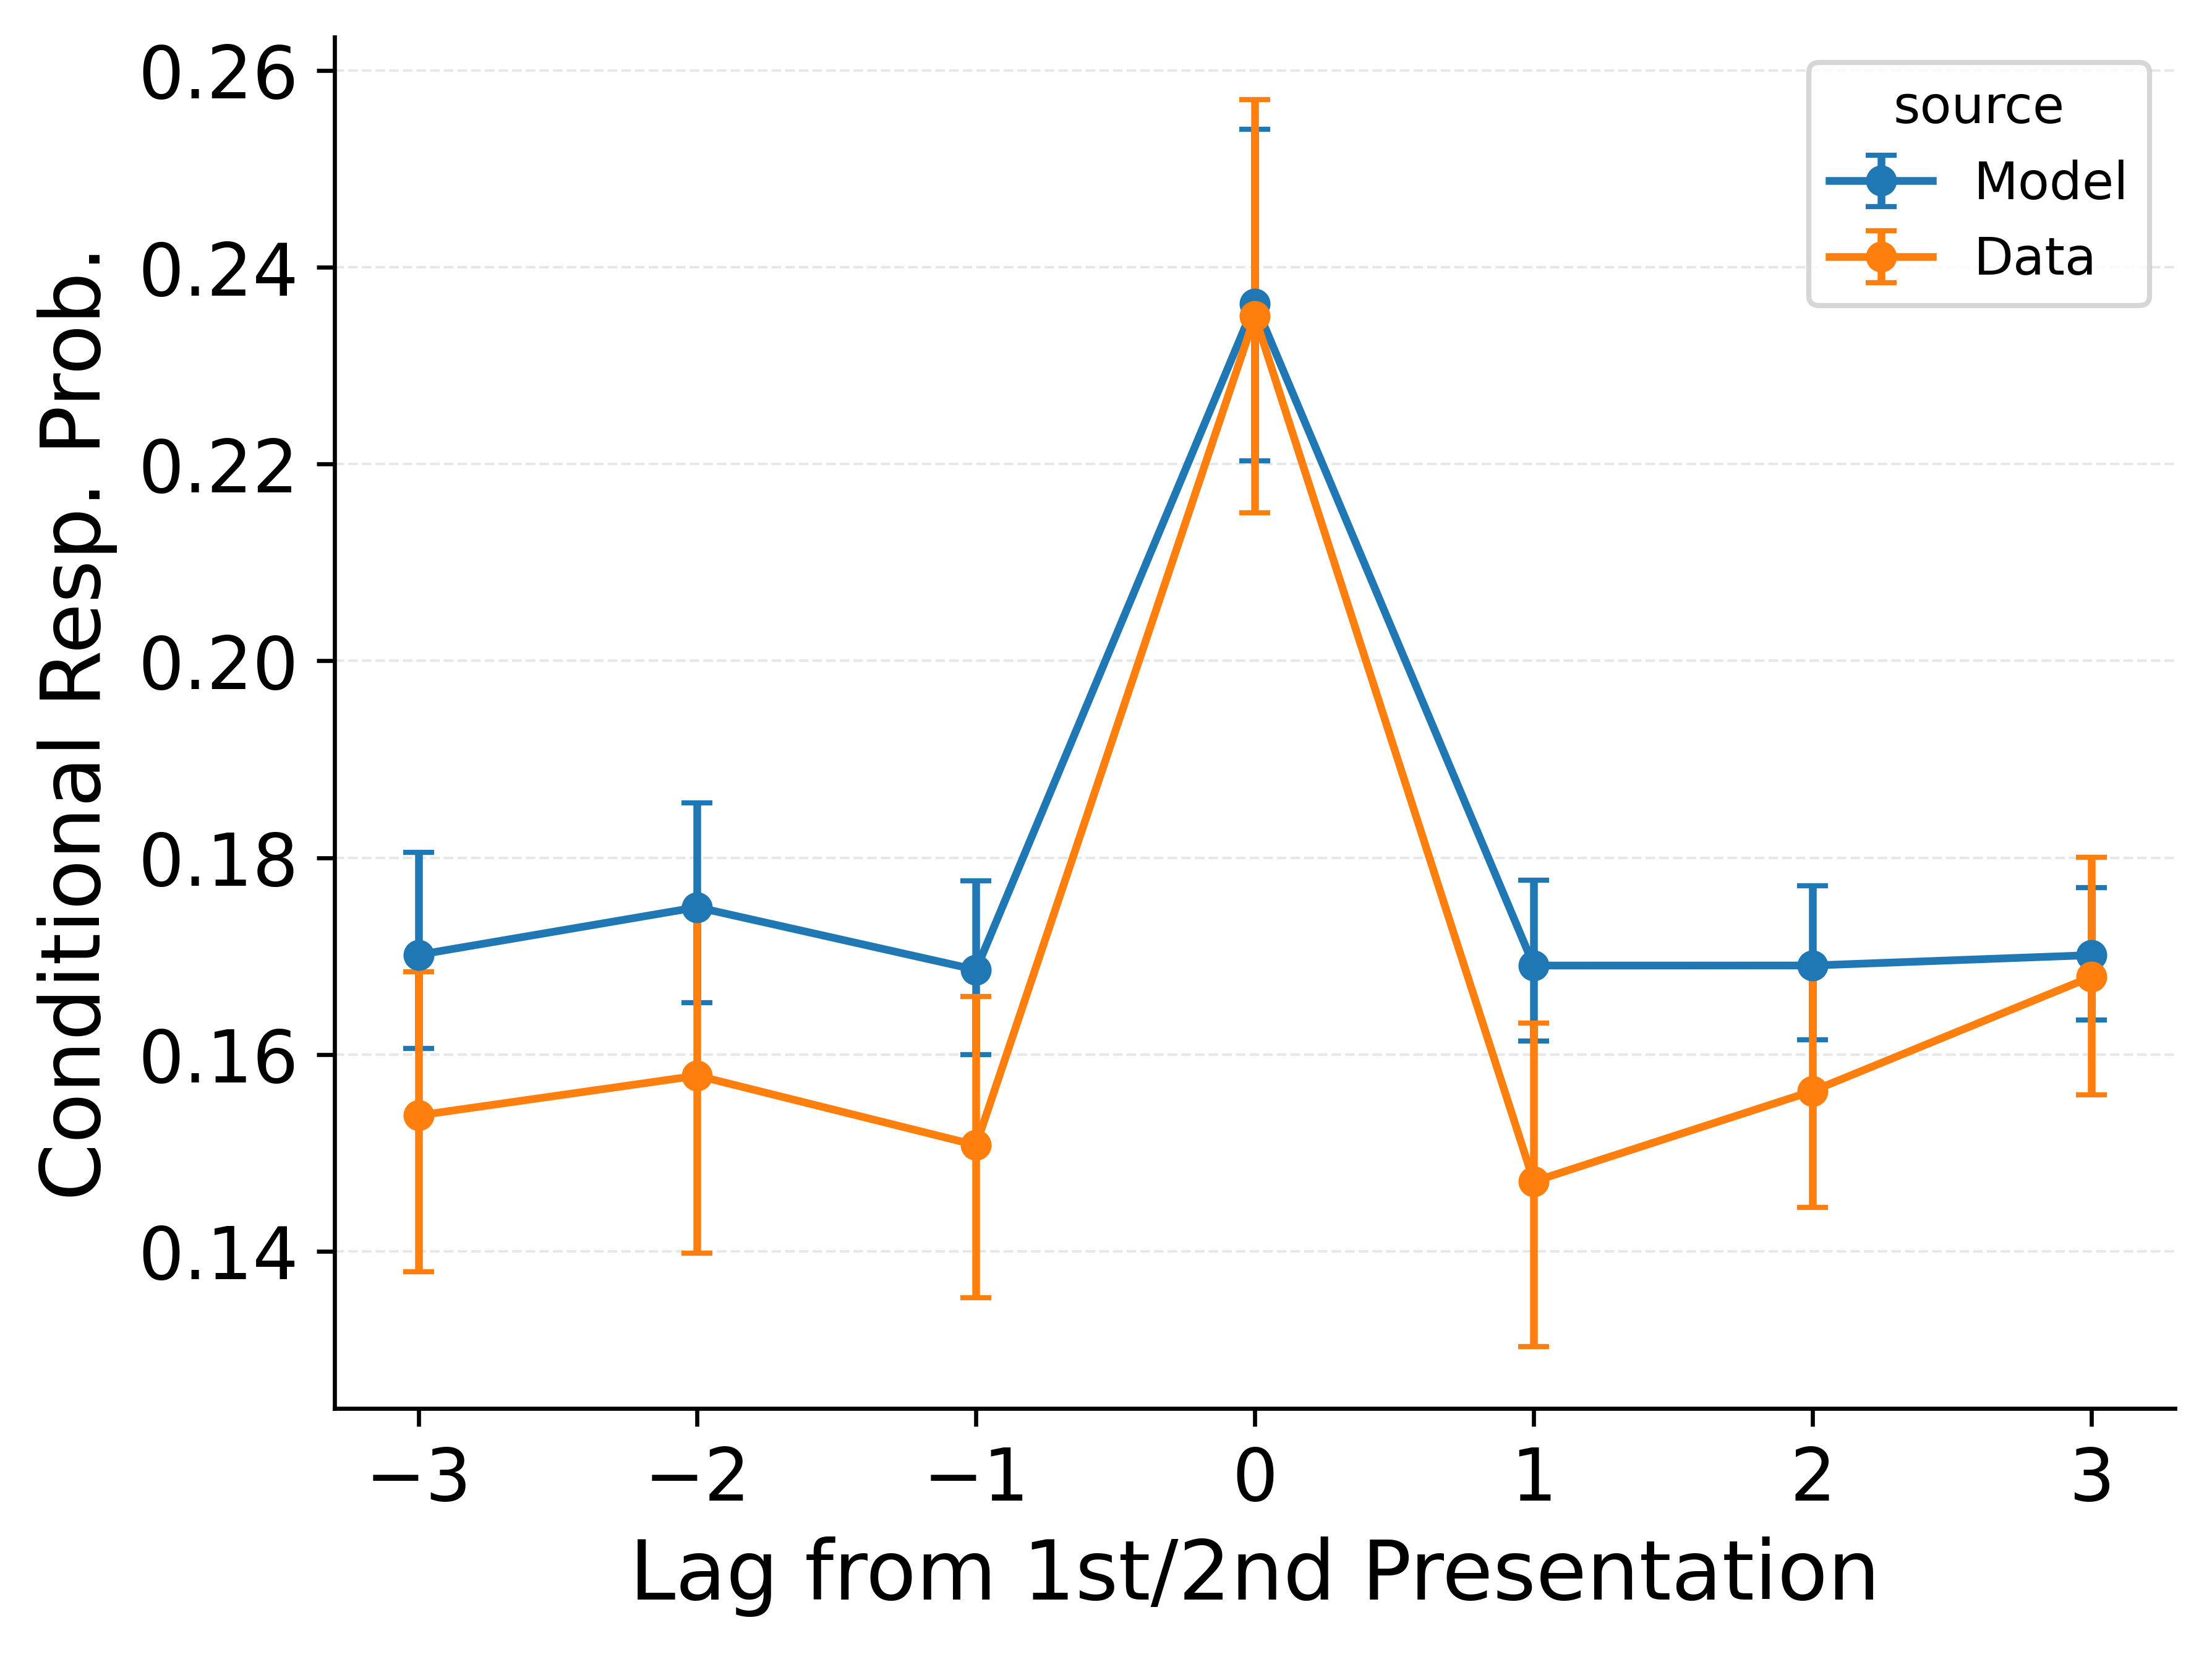 0.26
0.24
0.22
0.20
0.18
0.16
0.14
Conditional Resp. Prob.
source
Model
Data
−3 −2 −1 0 1 2 3
Lag from 1st/2nd Presentation